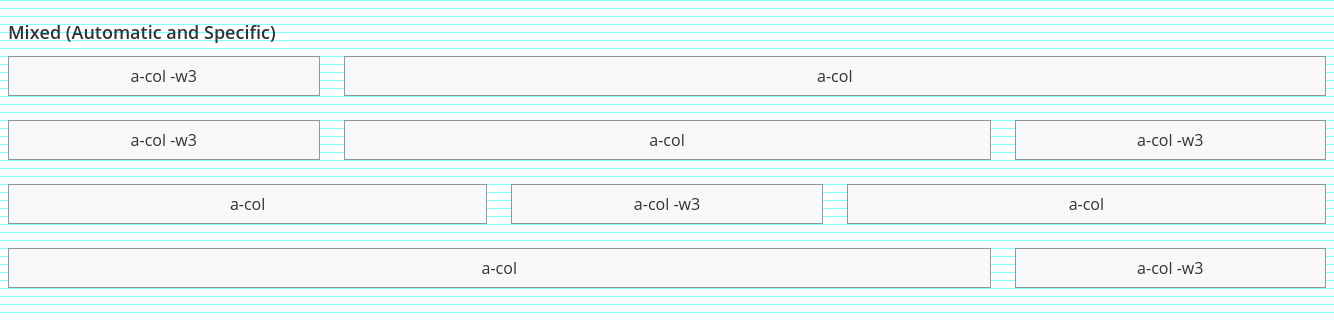 Mixed (Automatic and Specific)
a-col -w3 a-col
a-col -w3 a-col a-col -w3
a-col a-col -w3 a-col
a-col a-col -w3